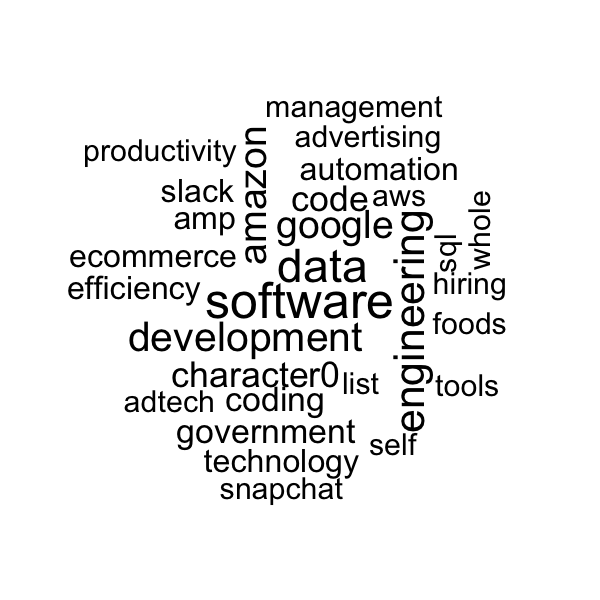 management
advertising
productivity
amazon
automation
slack
code
aws
amp
google
whole
sql
ecommerce
data
engineering
efficiency
software
hiring
development
foods
character0
list
tools
adtech
coding
government
self
technology
snapchat